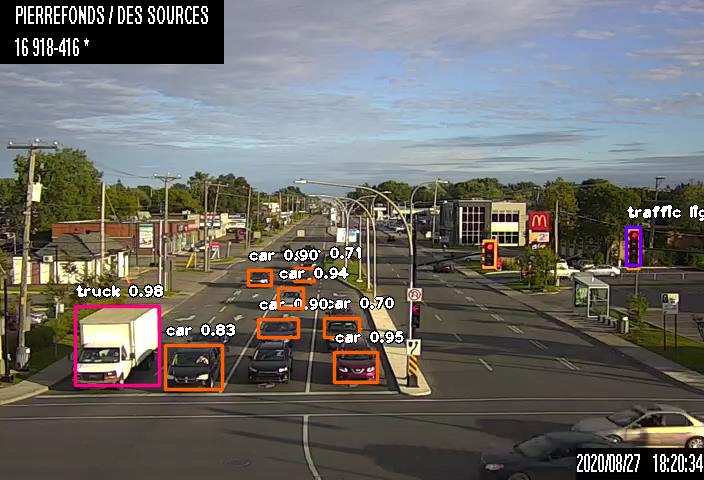 PIERREFONDS / DES SOURCES
16 918-416 *
traffic lig
car 0.90
0.71
car 0.94
truck 0.98
car 0.90
car 0.70
car 0.83
car 0.95
7
2020/08/27 18:20:34